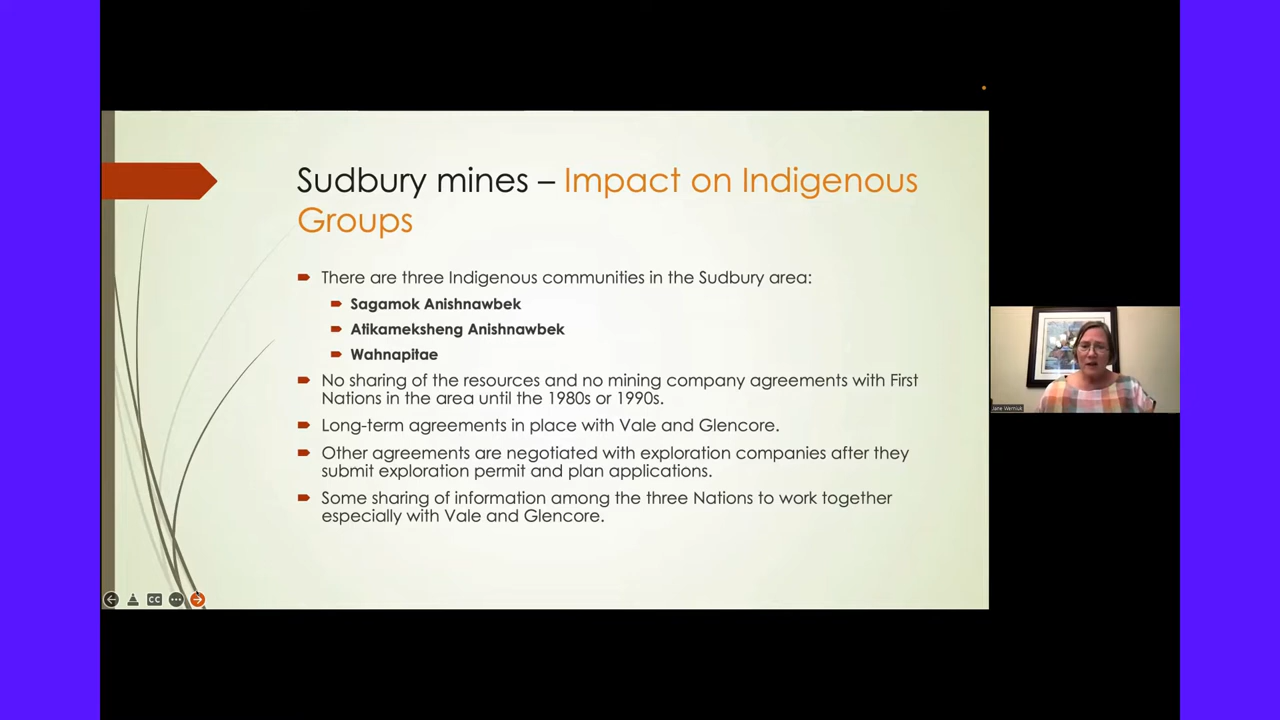 Sudbury mines – Impact on Indigenous
Groups
There are three Indigenous communities in the Sudbury area:
Sagamok Anishnawbek
Atikameksheng Anishnawbek
Wahnapitae
No sharing of the resources and no mining company agreements with First
Nations in the area until the 1980s or 1990s.
Long-term agreements in place with Vale and Glencore.
Other agreements are negotiated with exploration companies after they
submit exploration permit and plan applications.
Some sharing of information among the three Nations to work together
especially with Vale and Glencore.
CC
Jane Werniuk